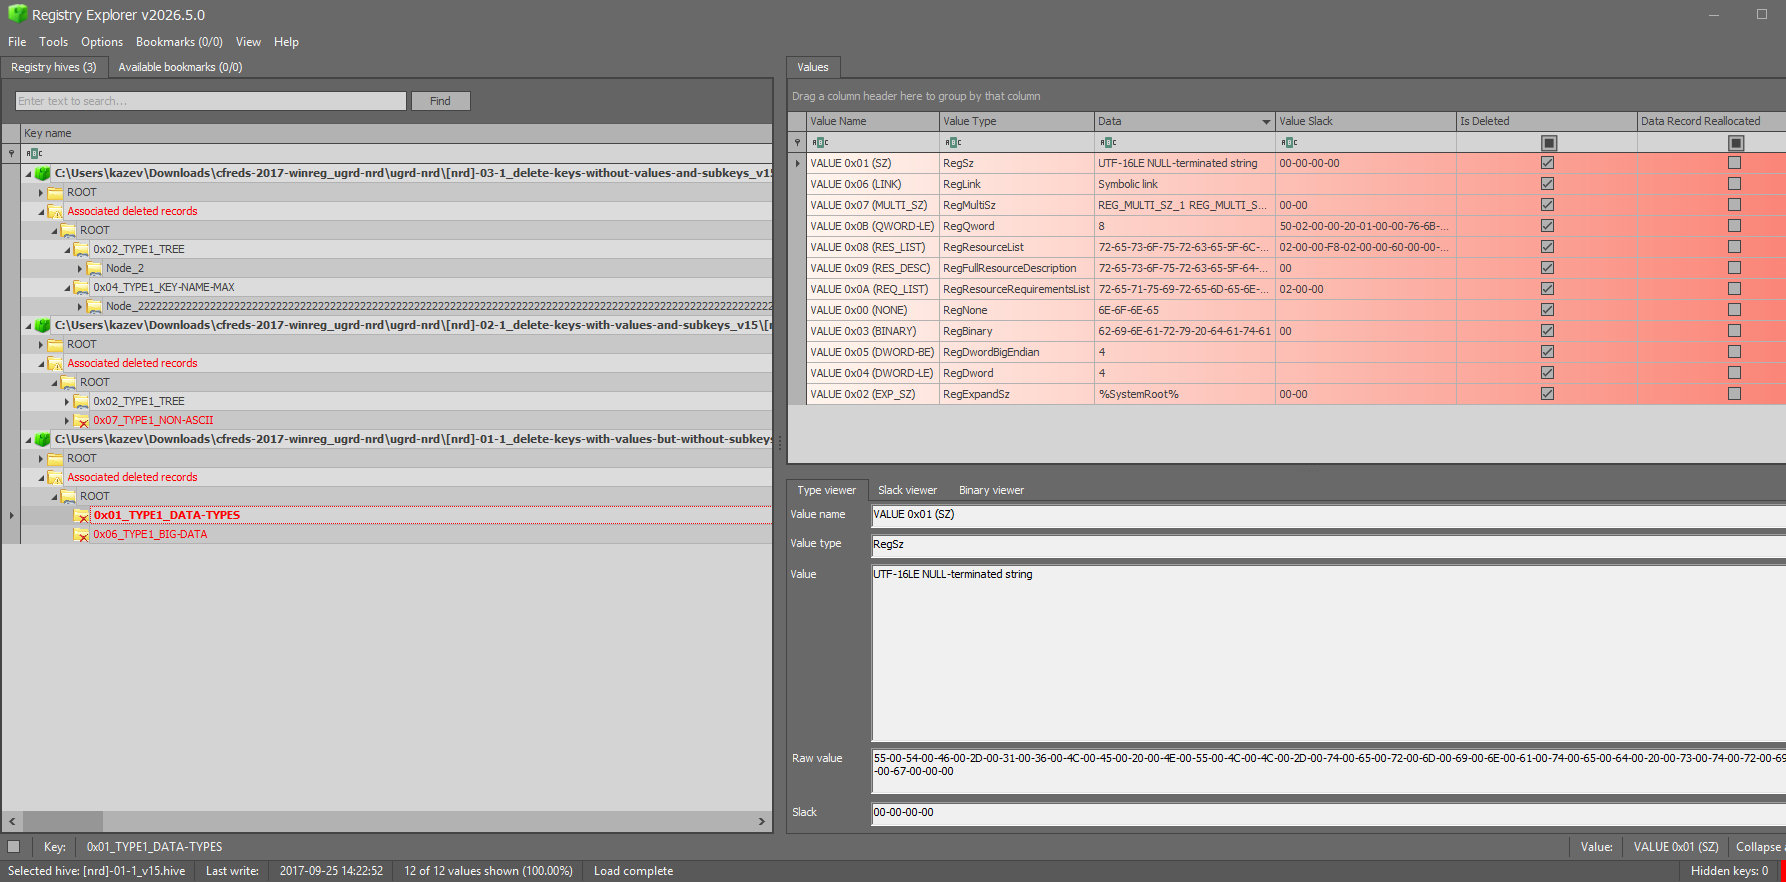 Registry Explorer v2026.5.0
File Tools Options Bookmarks (0/0) View Help
Registry hives (3) Available bookmarks (0/0)
Enter text to search... Find
Key name
C:\Users\kazev\Downloads\cfreds-2017-winreg_ugrd-nrd\ugrd-nrd\[nrd]-03-1_delete-keys-without-values-and-subkeys_v15
ROOT
Associated deleted records
ROOT
0x02_TYPE1_TREE
Node_2
0x04_TYPE1_KEY-NAME-MAX
C:\Users\kazev\Downloads\cfreds-2017-winreg_ugrd-nrd\ugrd-nrd\[nrd]-02-1_delete-keys-with-values-and-subkeys_v15\[n
ROOT
Associated deleted records
ROOT
0x02_TYPE1_TREE
0x07_TYPE1_NON-ASCII
C:\Users\kazev\Downloads\cfreds-2017-winreg_ugrd-nrd\ugrd-nrd\[nrd]-01-1_delete-keys-with-values-but-without-subkeys
ROOT
Associated deleted records
ROOT
0x01_TYPE1_DATA-TYPES
0x06_TYPE1_BIG-DATA
Key: 0x01_TYPE1_DATA-TYPES
Values
Drag a column header here to group by that column
Value Name Value Type Data Value Slack Is Deleted Data Record Reallocated
VALUE 0x01 (SZ) RegSz UTF-16LE NULL-terminated string 00-00-00-00
VALUE 0x06 (LINK) RegLink Symbolic link
VALUE 0x07 (MULTI_SZ) RegMultiSz REG_MULTI_SZ_1 REG_MULTI_S... 00-00
VALUE 0x0B (QWORD-LE) RegQword 8 50-02-00-00-20-01-00-00-76-6B-...
VALUE 0x08 (RES_LIST) RegResourceList 72-65-73-6F-75-72-63-65-5F-6C-... 02-00-00-F8-02-00-00-60-00-00-...
VALUE 0x09 (RES_DESC) RegFullResourceDescription 72-65-73-6F-75-72-63-65-5F-64-... 00
VALUE 0x0A (REQ_LIST) RegResourceRequirementsList 72-65-71-75-69-72-65-6D-65-6E-... 02-00-00
VALUE 0x00 (NONE) RegNone 6E-6F-6E-65
VALUE 0x03 (BINARY) RegBinary 62-69-6E-61-72-79-20-64-61-74-61 00
VALUE 0x05 (DWORD-BE) RegDwordBigEndian 4
VALUE 0x04 (DWORD-LE) RegDword 4
VALUE 0x02 (EXP_SZ) RegExpandSz %SystemRoot% 00-00
Type viewer Slack viewer Binary viewer
Value name VALUE 0x01 (SZ)
Value type RegSz
Value UTF-16LE NULL-terminated string
Raw value 55-00-54-00-46-00-2D-00-31-00-36-00-4C-00-45-00-20-00-4E-00-55-00-4C-00-4C-00-2D-00-74-00-65-00-72-00-6D-00-69-00-6E-00-61-00-74-00-65-00-64-00-20-00-73-00-74-00-72-00-69
-00-67-00-00-00
Slack 00-00-00-00
Value: VALUE 0x01 (SZ) Collapse
Selected hive: [nrd]-01-1_v15.hive Last write: 2017-09-25 14:22:52 12 of 12 values shown (100.00%) Load complete Hidden keys: 0